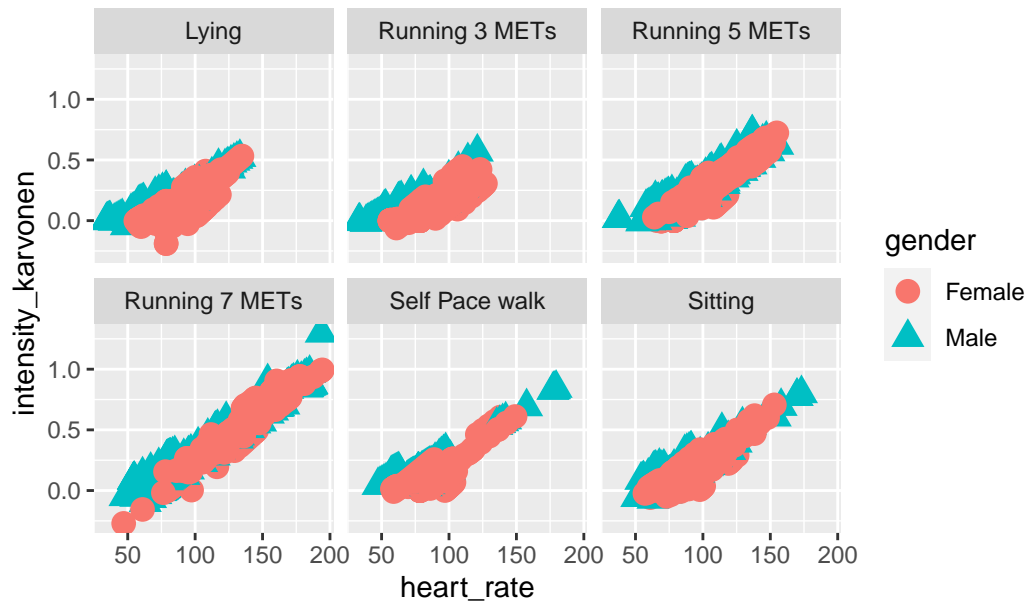 Lying
Running 3 METs
Running 5 METs
1.0
0.5
0.0
Running 7 METs
Self Pace walk
Sitting
1.0
0.5
0.0
50 100 150 200
50 100 150 200
50 100 150 200
heart_rate
intensity_karvonen
gender
Female
Male